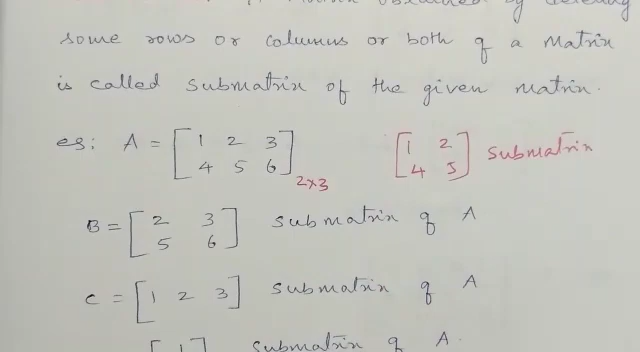 some rows or columns or both of a matrix
is called submatrix of the given matrix.
eg: A = [ 1 2 3 [ 1 2 ] submatrix
4 5 6 ] 2x3 4 5
B = [ 2 3 submatrix of A
5 6 ]
C = [ 1 2 3 ] submatrix of A
[ 1 ] submatrix of A.